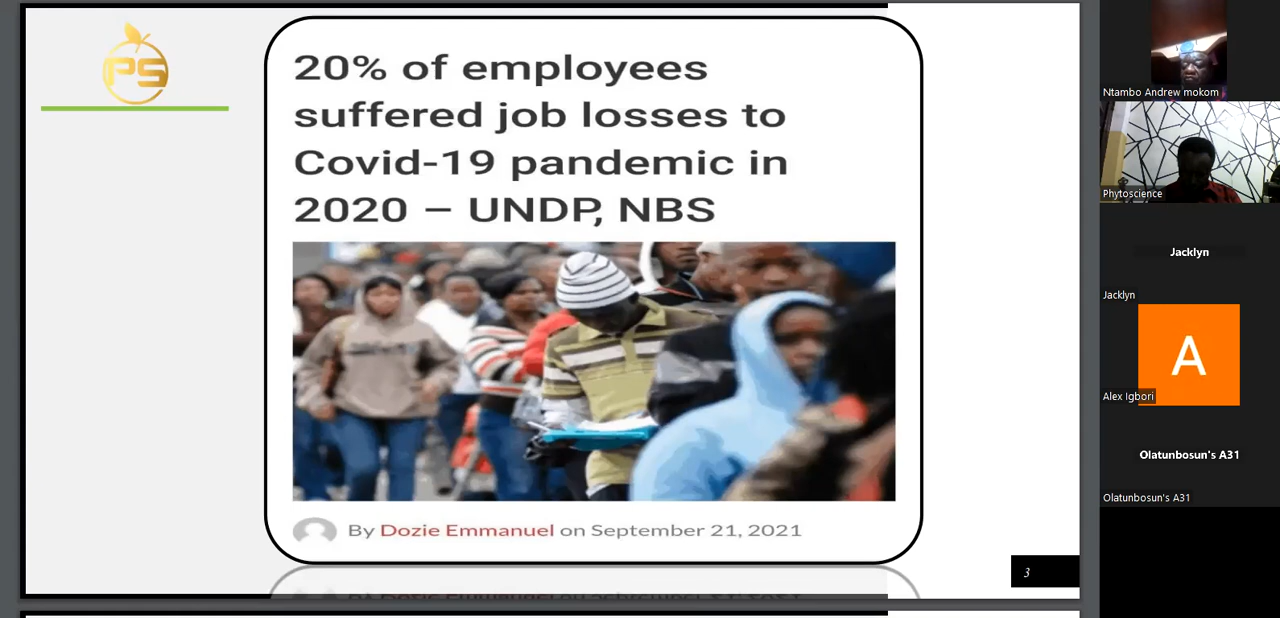 PS
20% of employees
suffered job losses to
Covid-19 pandemic in
2020 – UNDP, NBS
By Dozie Emmanuel on September 21, 2021
3
Ntambo Andrew mokom
Phytoscience
Jacklyn
Jacklyn
A
Alex Igbori
Olatunbosun's A31
Olatunbosun's A31